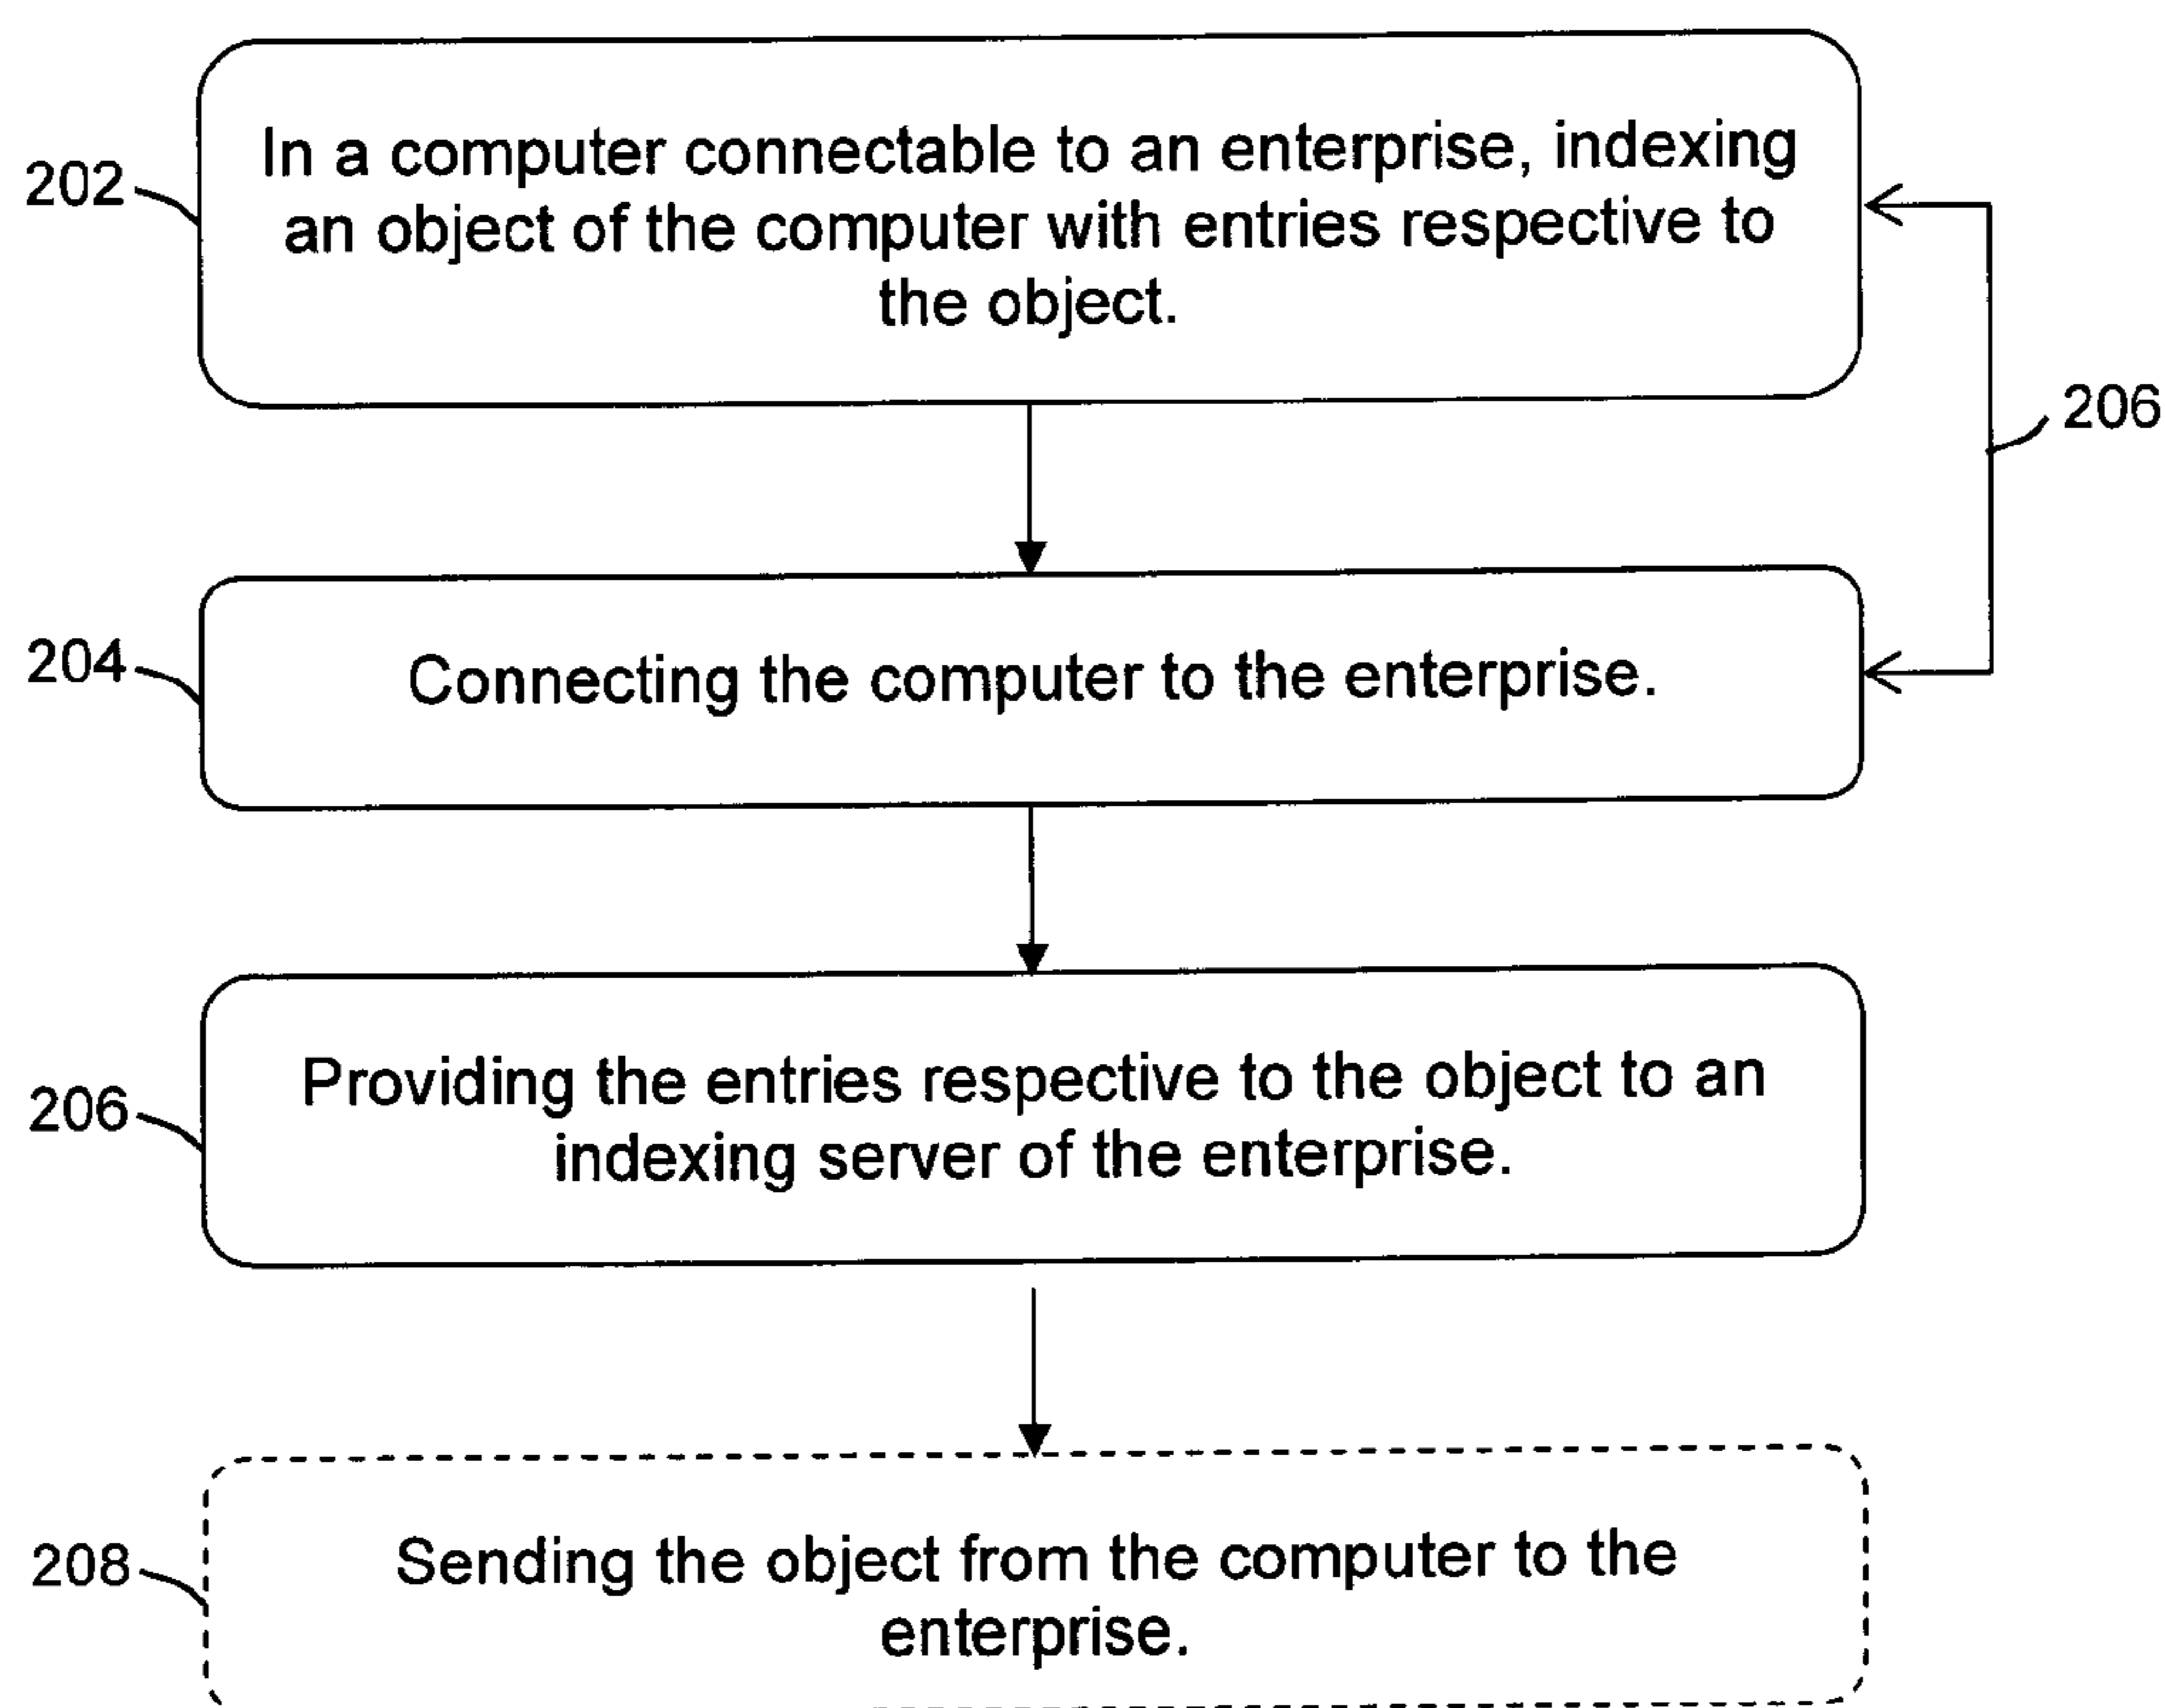 202
In a computer connectable to an enterprise, indexing
an object of the computer with entries respective to
the object.
206
204
Connecting the computer to the enterprise.
206
Providing the entries respective to the object to an
indexing server of the enterprise.
208
Sending the object from the computer to the
enterprise.